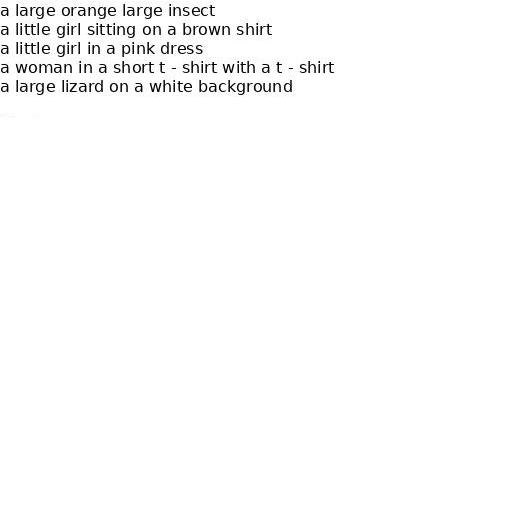 a large orange large insect
a little girl sitting on a brown shirt
a little girl in a pink dress
a woman in a short t - shirt with a t - shirt
a large lizard on a white background